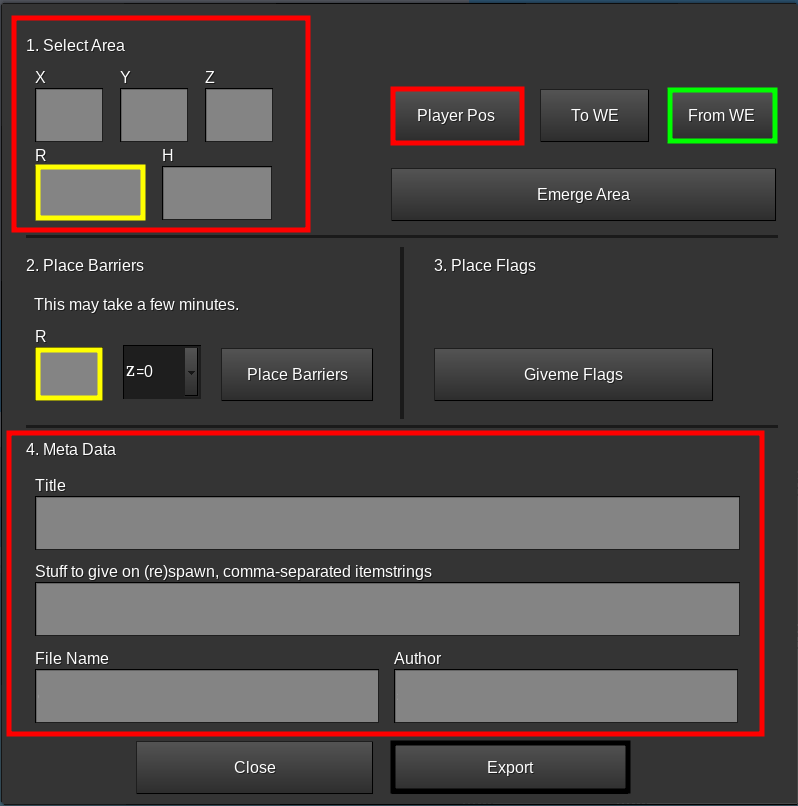 1. Select Area
X Y Z
Player Pos To WE From WE
R H
Emerge Area
2. Place Barriers
3. Place Flags
This may take a few minutes.
R
z=0 Place Barriers Giveme Flags
4. Meta Data
Title
Stuff to give on (re)spawn, comma-separated itemstrings
File Name Author
Close Export